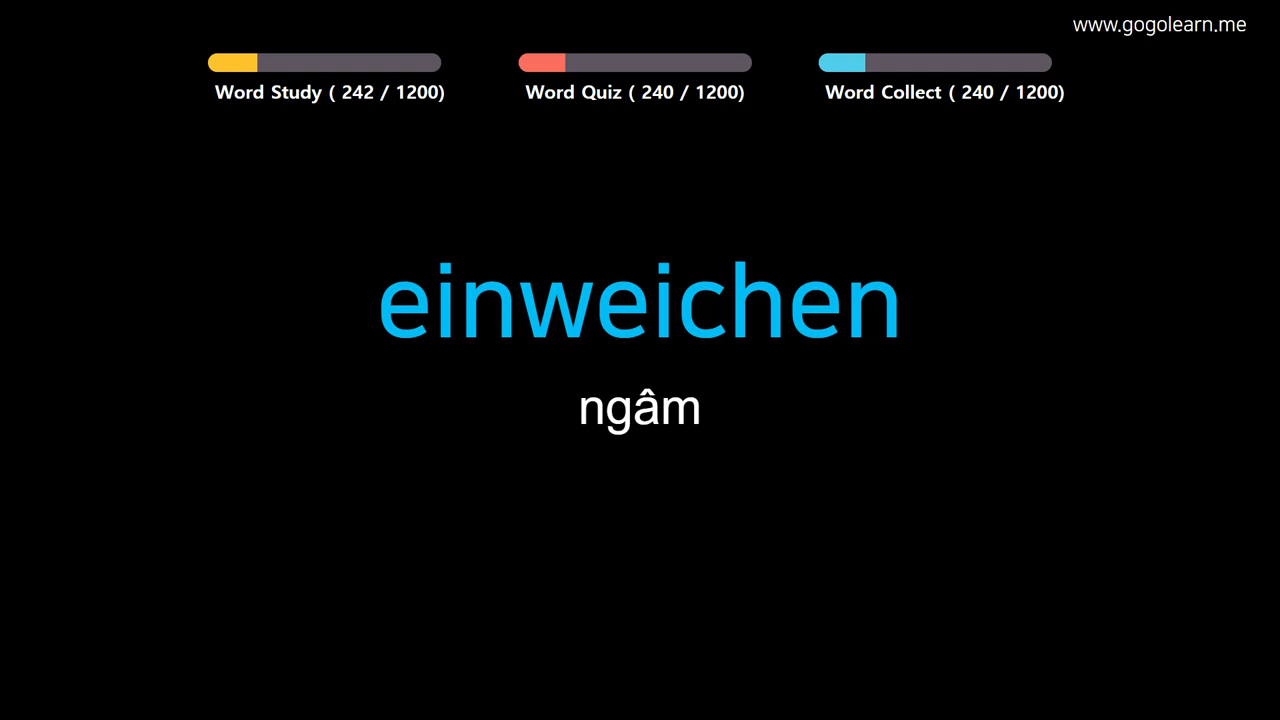 www.gogolearn.me
Word Study ( 242 / 1200)
Word Quiz ( 240 / 1200)
Word Collect ( 240 / 1200)
einweichen
ngâm